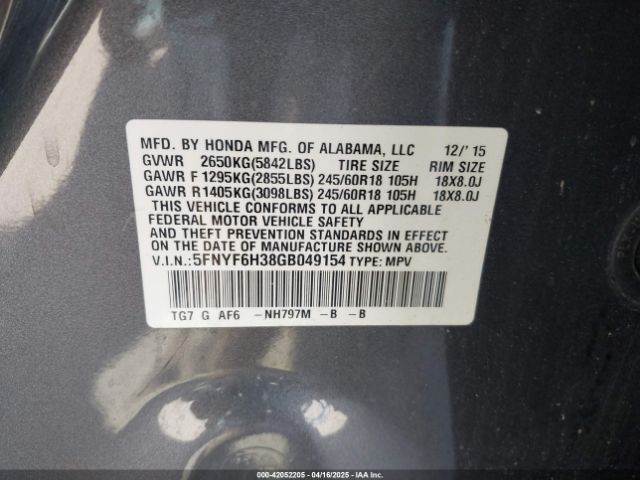 MFD. BY HONDA MFG. OF ALABAMA, LLC 12/'15
GVWR 2650KG(5842LBS) TIRE SIZE RIM SIZE
GAWR F 1295KG(2855LBS) 245/60R18 105H 18X8.0J
GAWR R 1405KG(3098LBS) 245/60R18 105H 18X8.0J
THIS VEHICLE CONFORMS TO ALL APPLICABLE
FEDERAL MOTOR VEHICLE SAFETY
AND THEFT PREVENTION STANDARDS IN EFFECT ON THE
DATE OF MANUFACTURE SHOWN ABOVE.
V.I.N.:5FNYF6H38GB049154 TYPE: MPV
TG7 G AF6 -NH797M -B -B
(IAAI-US) - 42052205 - 04/16/2025 - IAA Inc.